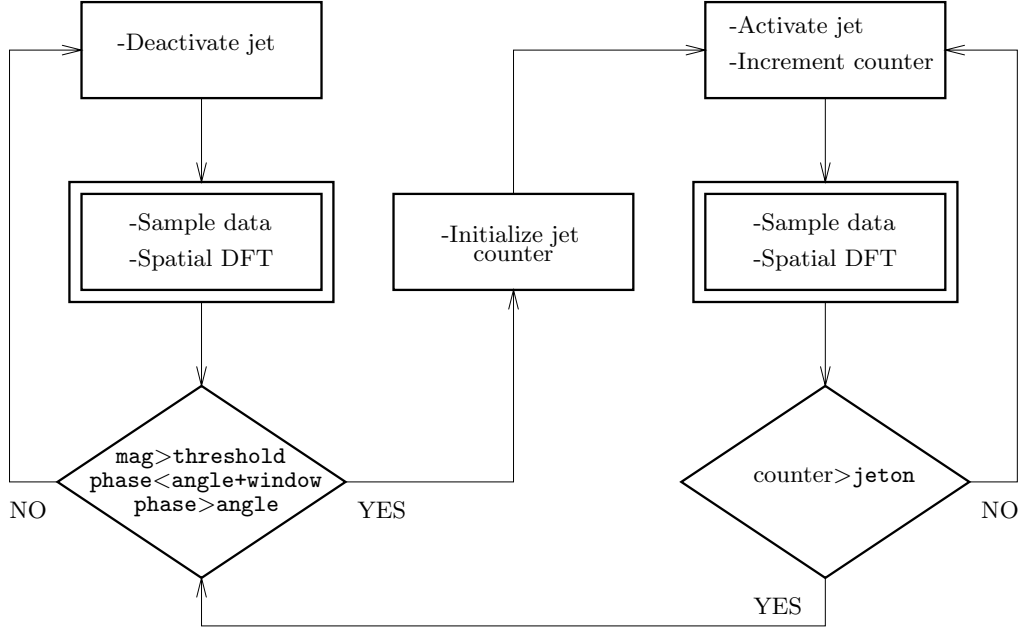 -Deactivate jet
-Sample data
-Spatial DFT
mag>threshold
phase<angle+window
phase>angle
NO
YES
-Initialize jet
counter
-Activate jet
-Increment counter
-Sample data
-Spatial DFT
counter>jeton
NO
YES